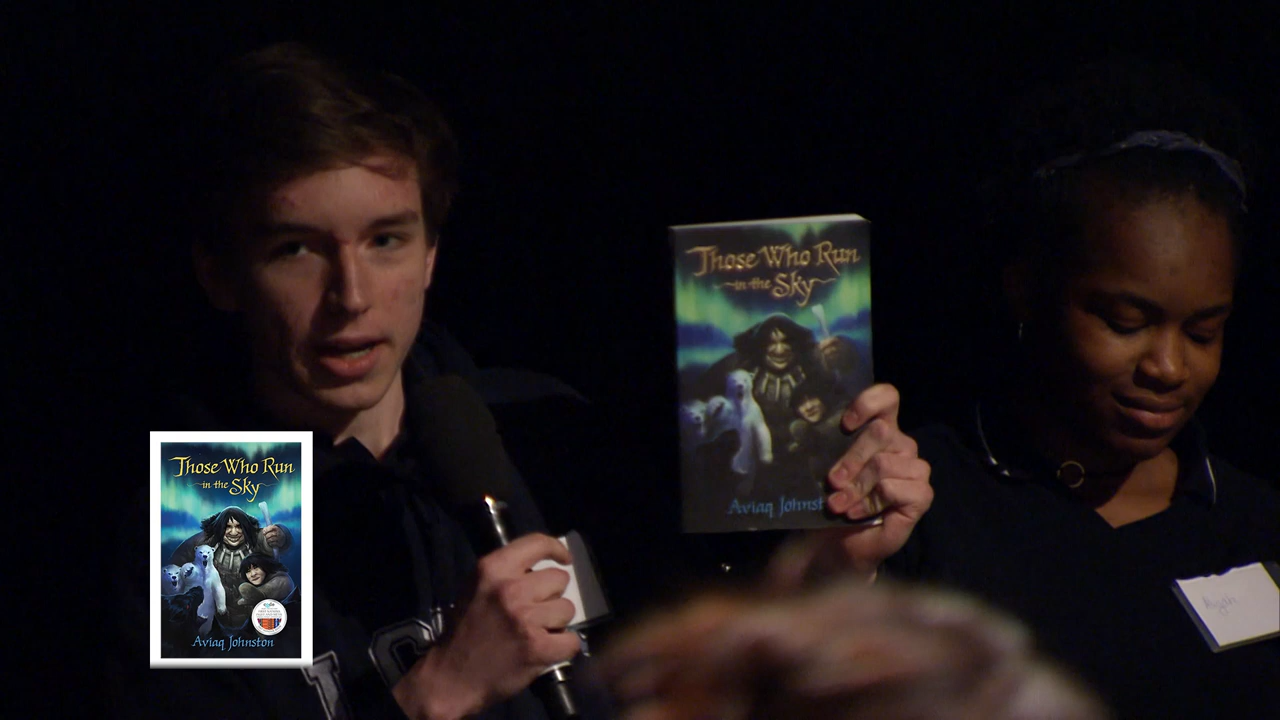 Those Who Run
in the Sky
Aviaq Johnst
Those Who Run
in the Sky
Aviaq Johnston